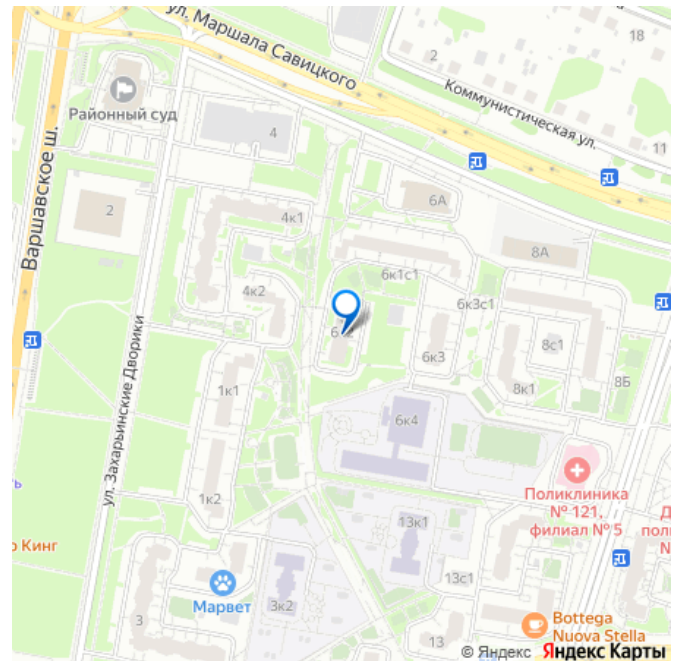 ул. Маршала Савицкого
18
2
Коммунистическая ул.
11
Районный суд
4
Варшавское ш.
2
6А
4к1
8А
6к1с1
4к2
6к3с1
6к2
6к3
8с1
8к1
8Б
ул. Захарьинские Дворики
1к1
6к4
Поликлиника
№ 121,
филиал № 5
1к2
13к1
Кинг
13с1
Марвет
3к2
3
13
Bottega
Nuova Stella
© Яндекс Яндекс Карты